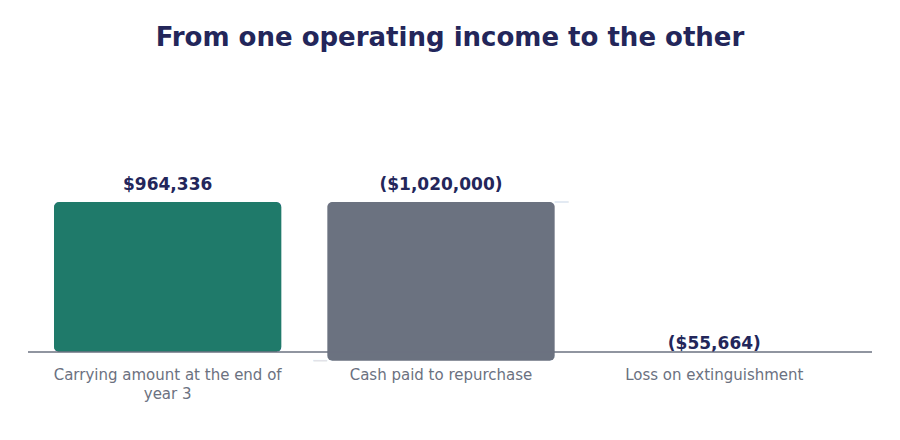 From one operating income to the other
$964,336
($1,020,000)
($55,664)
Carrying amount at the end of
year 3
Cash paid to repurchase
Loss on extinguishment